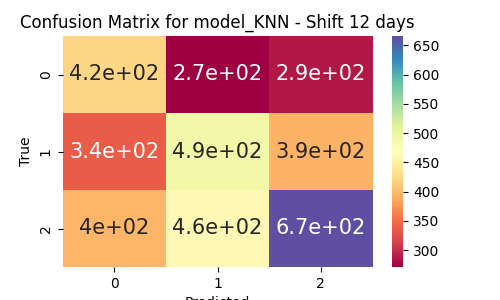 Confusion Matrix for model_KNN - Shift 12 days
0 4.2e+02 2.7e+02 2.9e+02
1 3.4e+02 4.9e+02 3.9e+02
2 4e+02 4.6e+02 6.7e+02
True
0 1 2
Predicted
650
600
550
500
450
400
350
300